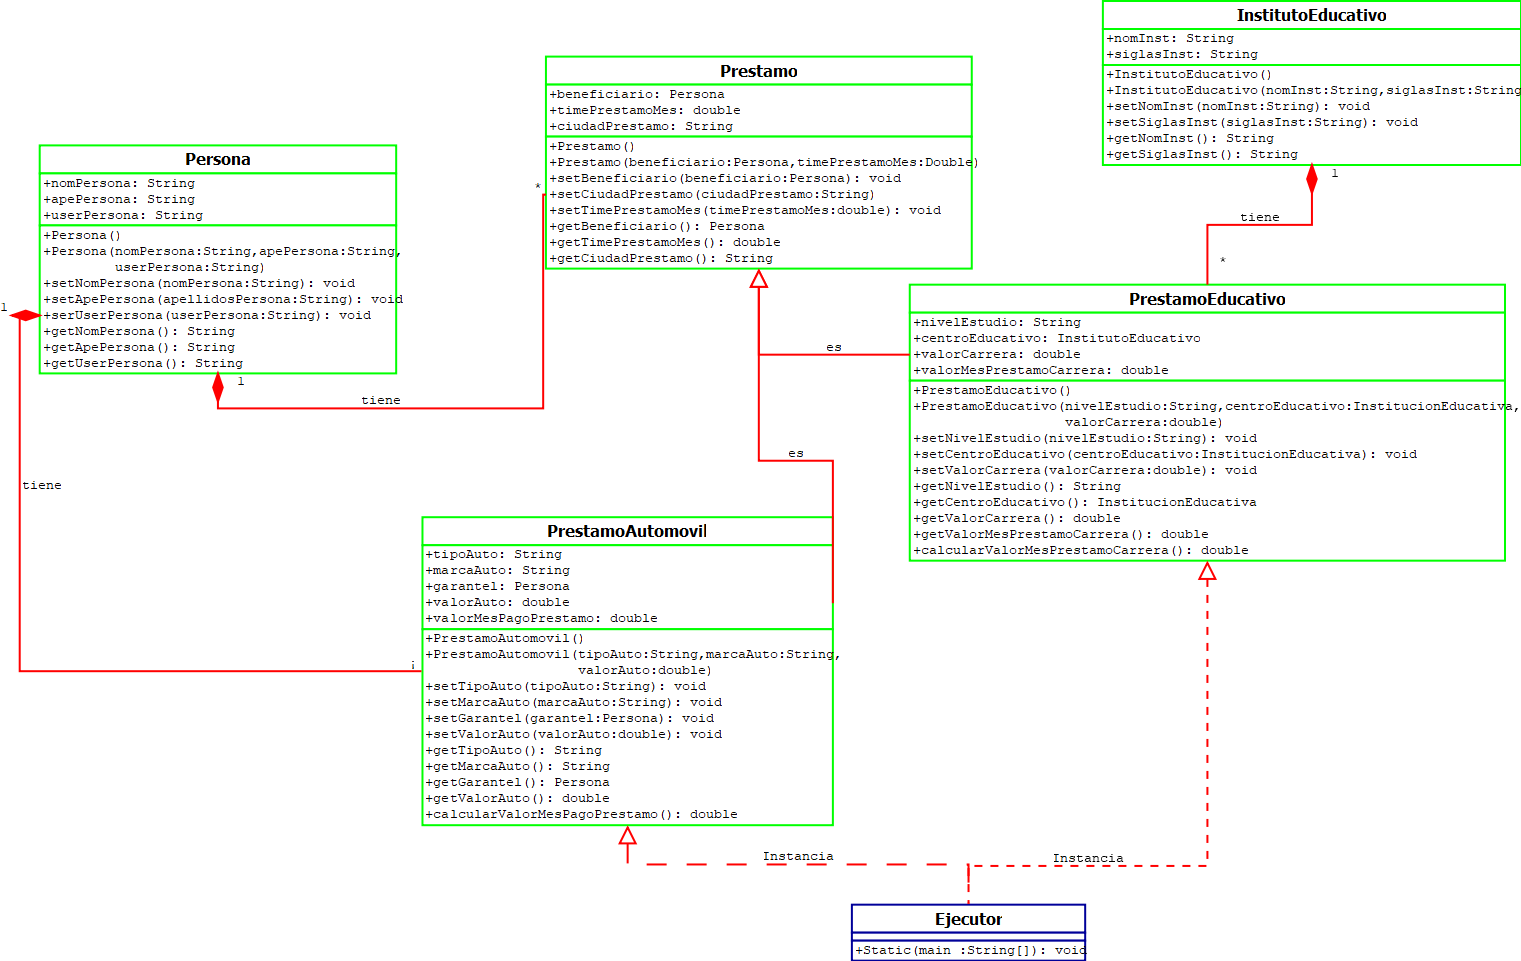 InstitutoEducativo
+nomInst: String
+siglasInst: String
+InstitutoEducativo()
+InstitutoEducativo(nomInst:String,siglasInst:String
+setNomInst(nomInst:String): void
+setSiglasInst(siglasInst:String): void
+getNomInst(): String
+getSiglasInst(): String
1
tiene
*
Prestamo
+beneficiario: Persona
+timePrestamoMes: double
+ciudadPrestamo: String
+Prestamo()
+Prestamo(beneficiario:Persona,timePrestamoMes:Double)
+setBeneficiario(beneficiario:Persona): void
+setCiudadPrestamo(ciudadPrestamo:String)
+setTimePrestamoMes(timePrestamoMes:double): void
+getBeneficiario(): Persona
+getTimePrestamoMes(): double
+getCiudadPrestamo(): String
*
Persona
+nomPersona: String
+apePersona: String
+userPersona: String
+Persona()
+Persona(nomPersona:String,apePersona:String,
userPersona:String)
+setNomPersona(nomPersona:String): void
+setApePersona(apellidosPersona:String): void
+serUserPersona(userPersona:String): void
+getNomPersona(): String
+getApePersona(): String
+getUserPersona(): String
1
1
tiene
tiene
es
es
PrestamoEducativo
+nivelEstudio: String
+centroEducativo: InstitutoEducativo
+valorCarrera: double
+valorMesPrestamoCarrera: double
+PrestamoEducativo()
+PrestamoEducativo(nivelEstudio:String,centroEducativo:InstitucionEducativa,
valorCarrera:double)
+setNivelEstudio(nivelEstudio:String): void
+setCentroEducativo(centroEducativo:InstitucionEducativa): void
+setValorCarrera(valorCarrera:double): void
+getNivelEstudio(): String
+getCentroEducativo(): InstitucionEducativa
+getValorCarrera(): double
+getValorMesPrestamoCarrera(): double
+calcularValorMesPrestamoCarrera(): double
PrestamoAutomovil
+tipoAuto: String
+marcaAuto: String
+garantel: Persona
+valorAuto: double
+valorMesPagoPrestamo: double
+PrestamoAutomovil()
+PrestamoAutomovil(tipoAuto:String,marcaAuto:String,
valorAuto:double)
+setTipoAuto(tipoAuto:String): void
+setMarcaAuto(marcaAuto:String): void
+setGarantel(garantel:Persona): void
+setValorAuto(valorAuto:double): void
+getTipoAuto(): String
+getMarcaAuto(): String
+getGarantel(): Persona
+getValorAuto(): double
+calcularValorMesPagoPrestamo(): double
¡
Instancia
Instancia
Ejecutor
+Static(main :String[]): void